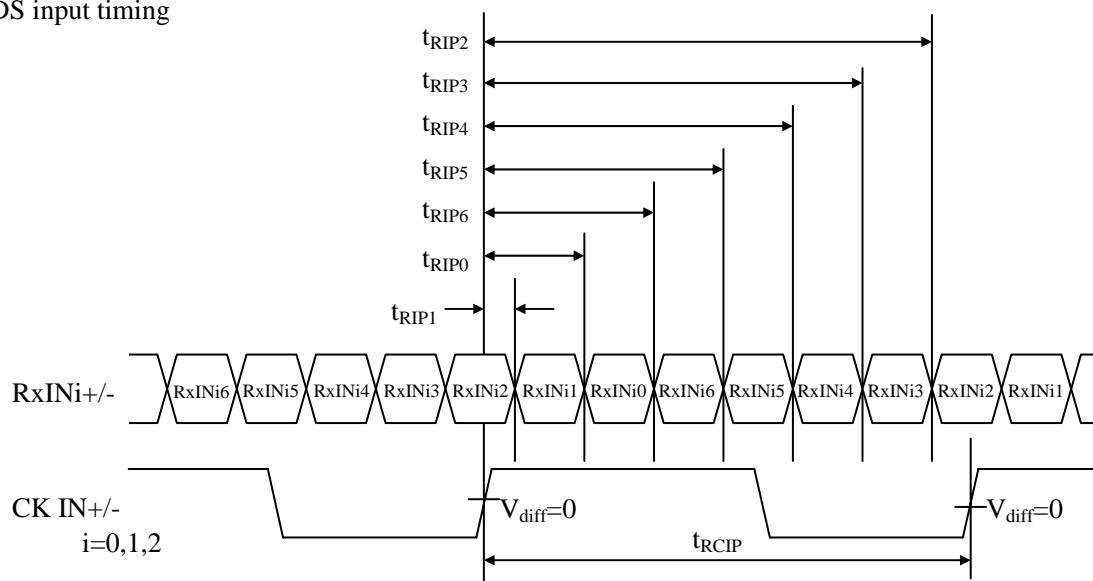 DS input timing
tRIP2
tRIP3
tRIP4
tRIP5
tRIP6
tRIP0
tRIP1
RxINi+/- RxINi6 RxINi5 RxINi4 RxINi3 RxINi2 RxINi1 RxINi0 RxINi6 RxINi5 RxINi4 RxINi3 RxINi2 RxINi1
CK IN+/- Vdiff=0 Vdiff=0
i=0,1,2 tRCIP